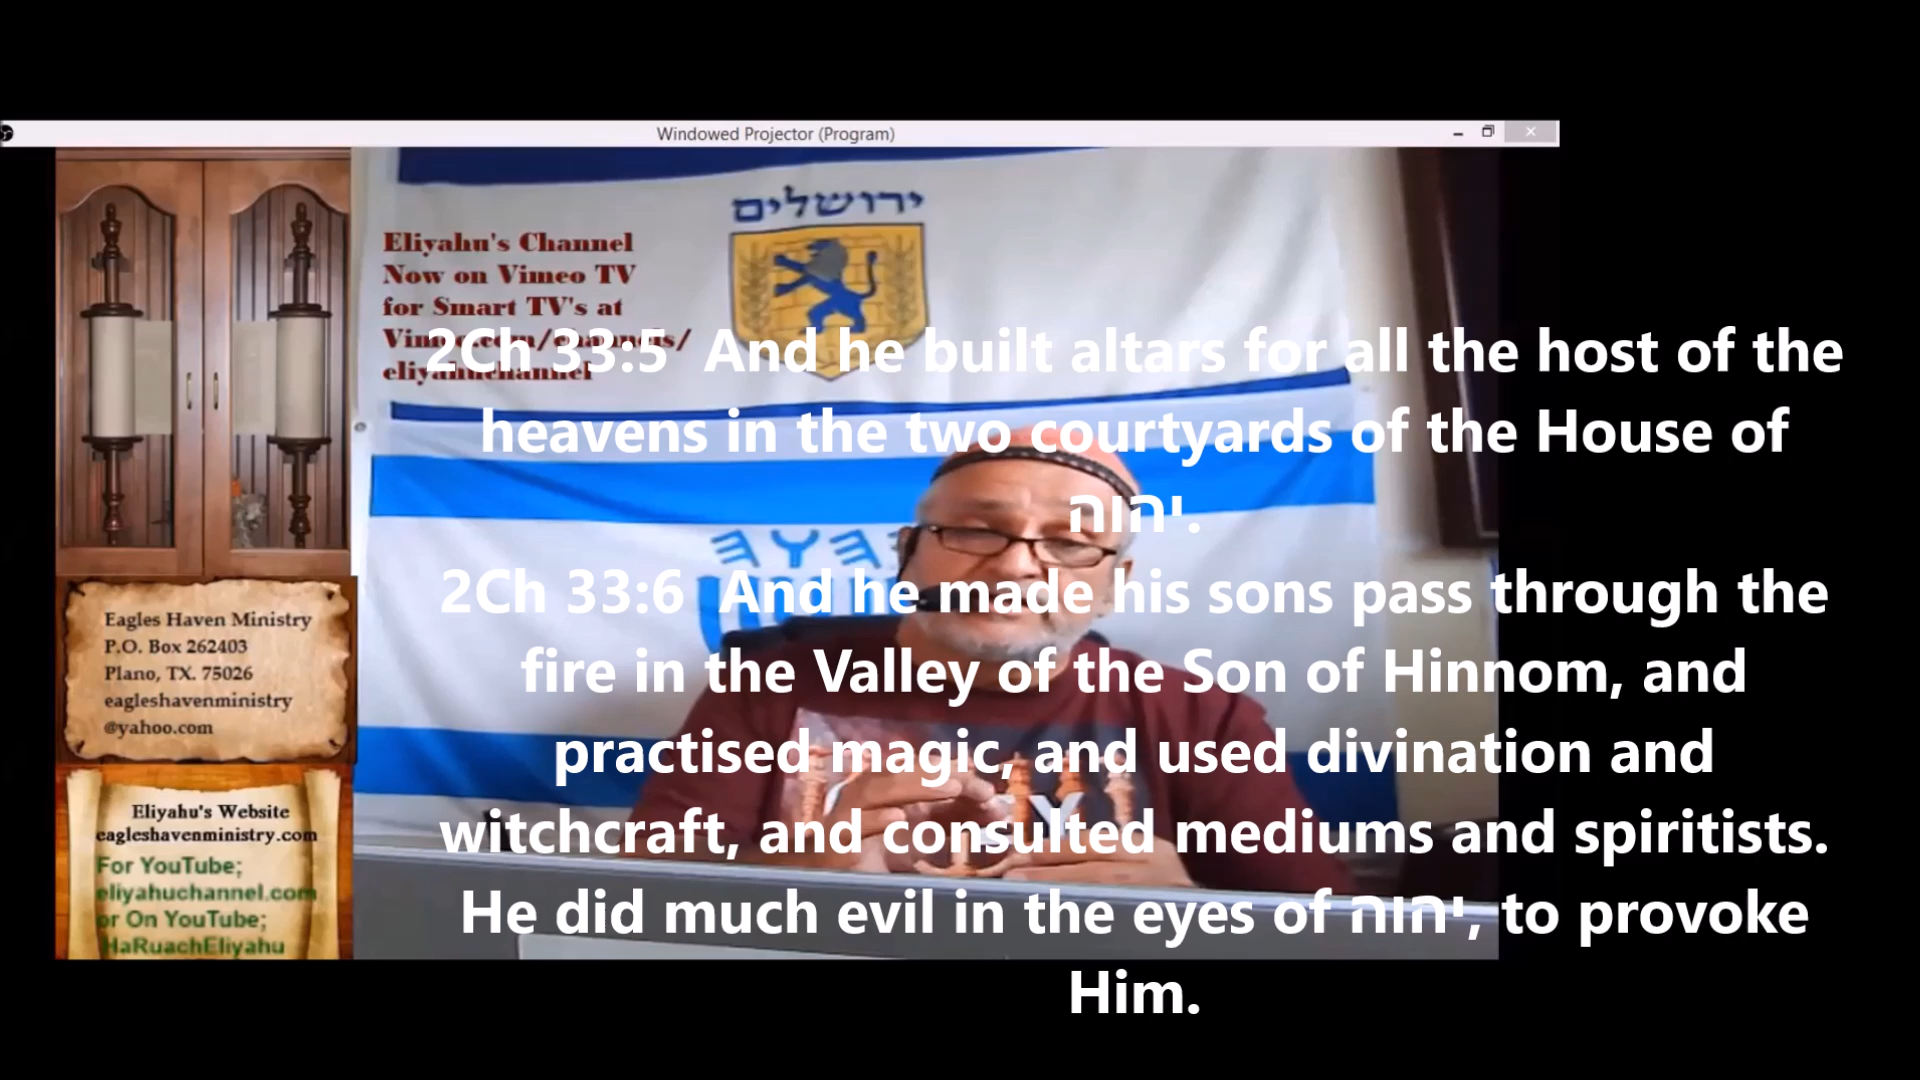 Windowed Projector (Program)
ירושלים
Eliyahu's Channel
Now on Vimeo TV
for Smart TV's at
Vimeo.com/channels/
eliyahuchannel
2Ch 33:5 And he built altars for all the host of the
heavens in the two courtyards of the House of
יהוה.
2Ch 33:6 And he made his sons pass through the
fire in the Valley of the Son of Hinnom, and
practised magic, and used divination and
witchcraft, and consulted mediums and spiritists.
He did much evil in the eyes of יהוה, to provoke
Him.
Eagles Haven Ministry
P.O. Box 262403
Plano, TX. 75026
eagleshavenministry
@yahoo.com
Eliyahu's Website
eagleshavenministry.com
For YouTube;
eliyahuchannel.com
or On YouTube;
HaRuachEliyahu